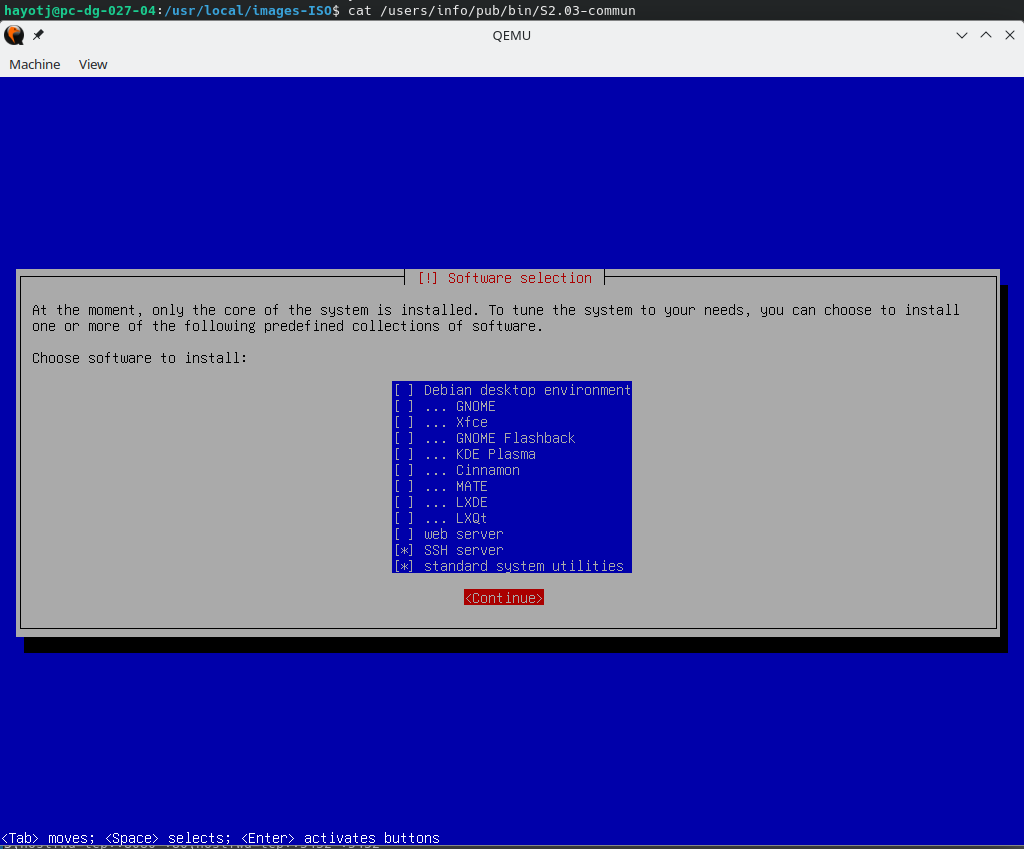 hayotj@pc-dg-027-04:/usr/local/images-ISO$ cat /users/info/pub/bin/S2.03-commun
QEMU
Machine View
[!] Software selection
At the moment, only the core of the system is installed. To tune the system to your needs, you can choose to install
one or more of the following predefined collections of software.
Choose software to install:
[ ] Debian desktop environment
[ ] ... GNOME
[ ] ... Xfce
[ ] ... GNOME Flashback
[ ] ... KDE Plasma
[ ] ... Cinnamon
[ ] ... MATE
[ ] ... LXDE
[ ] ... LXQt
[ ] web server
[*] SSH server
[*] standard system utilities
<Continue>
<Tab> moves; <Space> selects; <Enter> activates buttons